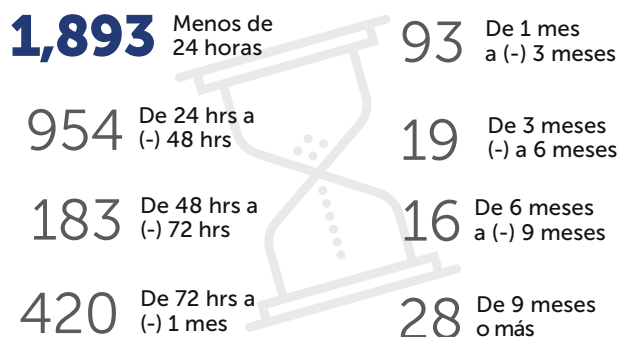 1,893 Menos de
24 horas
954 De 24 hrs a
(-) 48 hrs
183 De 48 hrs a
(-) 72 hrs
420 De 72 hrs a
(-) 1 mes
93 De 1 mes
a (-) 3 meses
19 De 3 meses
(-) a 6 meses
16 De 6 meses
a (-) 9 meses
28 De 9 meses
o más